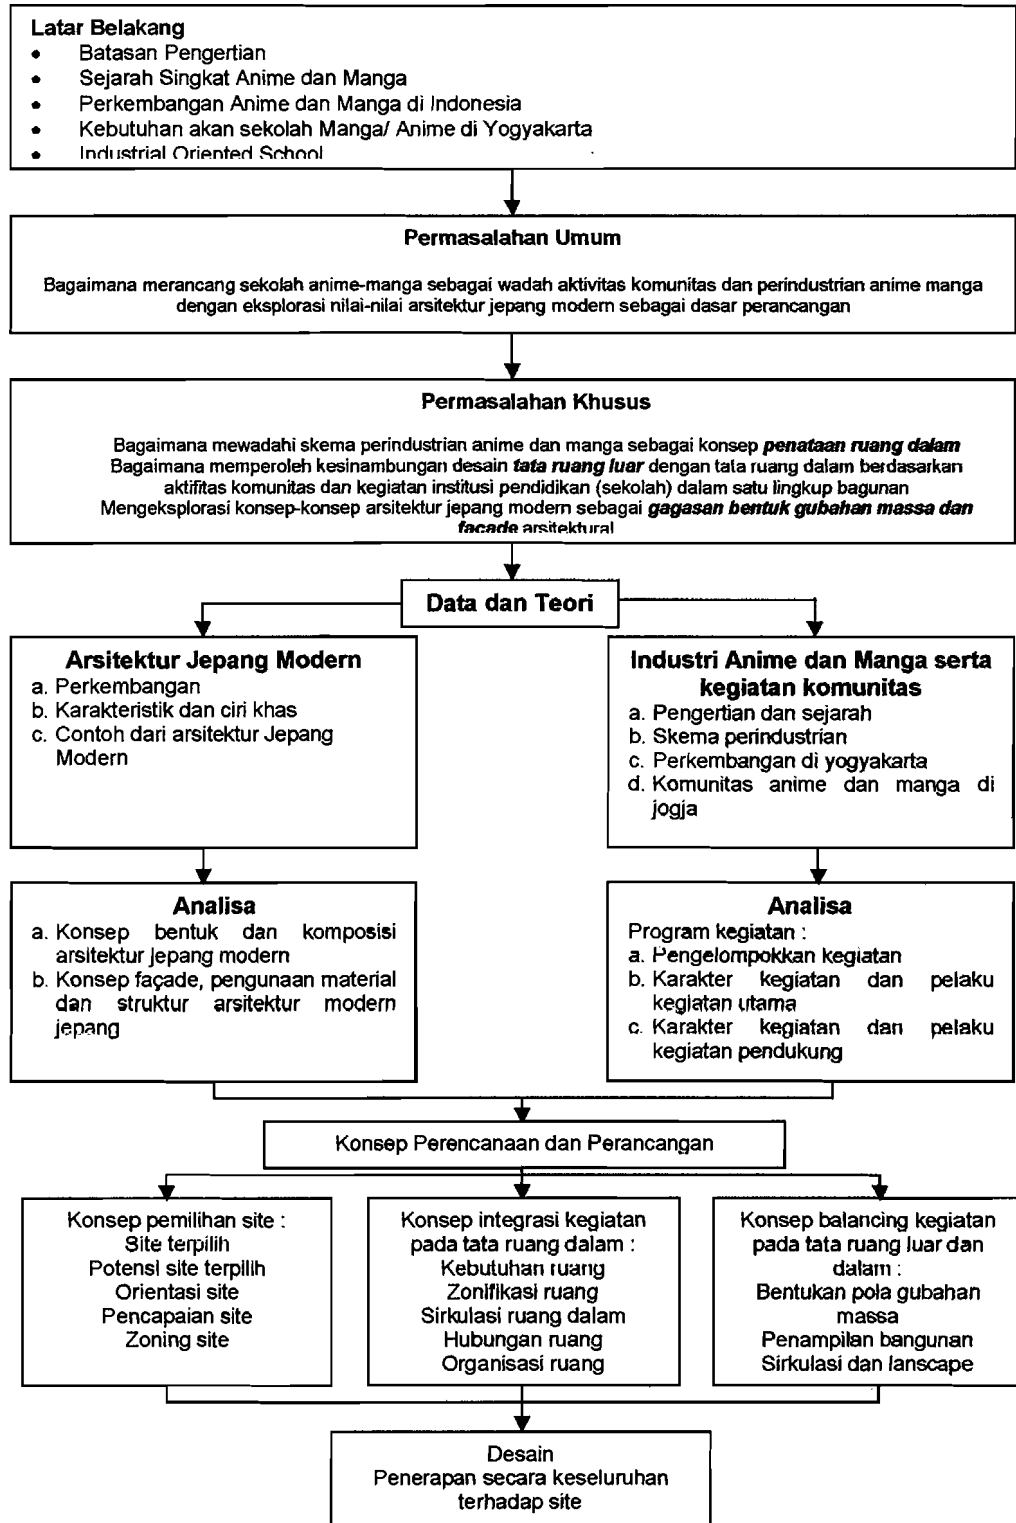 Latar Belakang
• Batasan Pengertian
• Sejarah Singkat Anime dan Manga
• Perkembangan Anime dan Manga di Indonesia
• Kebutuhan akan sekolah Manga/ Anime di Yogyakarta
• Industrial Oriented School
Permasalahan Umum
Bagaimana merancang sekolah anime-manga sebagai wadah aktivitas komunitas dan perindustrian anime manga
dengan eksplorasi nilai-nilai arsitektur jepang modern sebagai dasar perancangan
Permasalahan Khusus
Bagaimana mewadahi skema perindustrian anime dan manga sebagai konsep penataan ruang dalam
Bagaimana memperoleh kesinambungan desain tata ruang luar dengan tata ruang dalam berdasarkan
aktifitas komunitas dan kegiatan institusi pendidikan (sekolah) dalam satu lingkup bagunan
Mengeksplorasi konsep-konsep arsitektur jepang modern sebagai gagasan bentuk gubahan massa dan
facade arsitektural
Data dan Teori
Arsitektur Jepang Modern
a. Perkembangan
b. Karakteristik dan ciri khas
c. Contoh dari arsitektur Jepang
Modern
Industri Anime dan Manga serta
kegiatan komunitas
a. Pengertian dan sejarah
b. Skema perindustrian
c. Perkembangan di yogyakarta
d. Komunitas anime dan manga di
jogja
Analisa
a. Konsep bentuk dan komposisi
arsitektur jepang modern
b. Konsep façade, pengunaan material
dan struktur arsitektur modern
jepang
Analisa
Program kegiatan :
a. Pengelompokkan kegiatan
b. Karakter kegiatan dan pelaku
kegiatan utama
c. Karakter kegiatan dan pelaku
kegiatan pendukung
Konsep Perencanaan dan Perancangan
Konsep pemilihan site :
Site terpilih
Potensi site terpilih
Orientasi site
Pencapaian site
Zoning site
Konsep integrasi kegiatan
pada tata ruang dalam :
Kebutuhan ruang
Zonifikasi ruang
Sirkulasi ruang dalam
Hubungan ruang
Organisasi ruang
Konsep balancing kegiatan
pada tata ruang luar dan
dalam :
Bentukan pola gubahan
massa
Penampilan bangunan
Sirkulasi dan lanscape
Desain
Penerapan secara keseluruhan
terhadap site